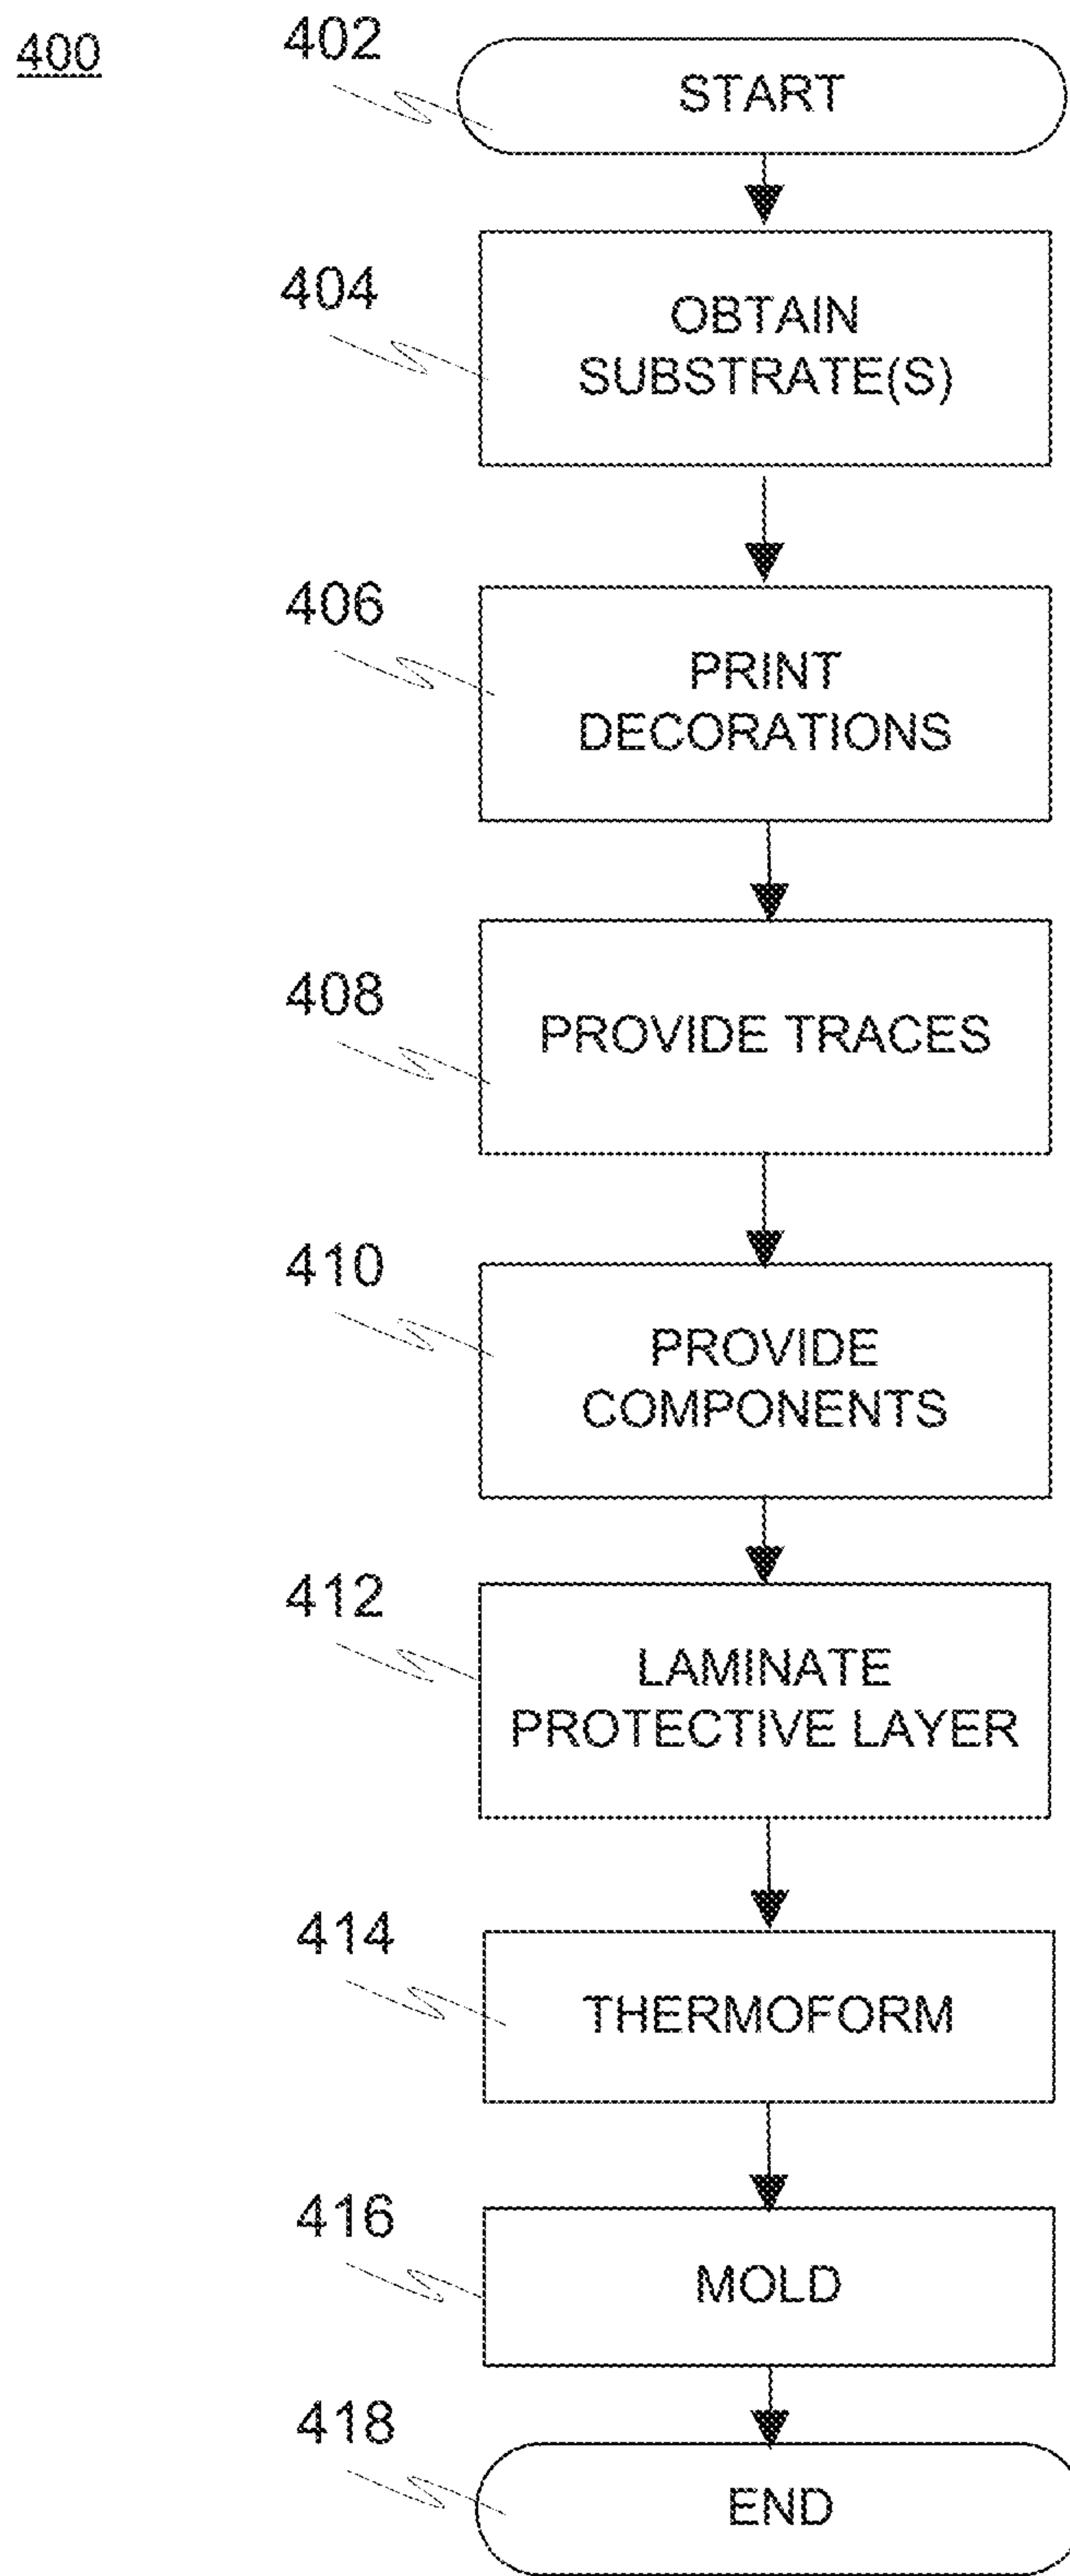 400
402
START
404
OBTAIN
SUBSTRATE(S)
406
PRINT
DECORATIONS
408
PROVIDE TRACES
410
PROVIDE
COMPONENTS
412
LAMINATE
PROTECTIVE LAYER
414
THERMOFORM
416
MOLD
418
END